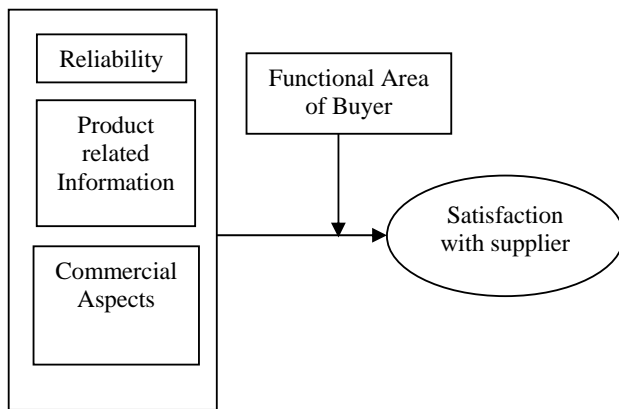 Reliability
Product
related
Information
Commercial
Aspects
Functional Area
of Buyer
Satisfaction
with supplier